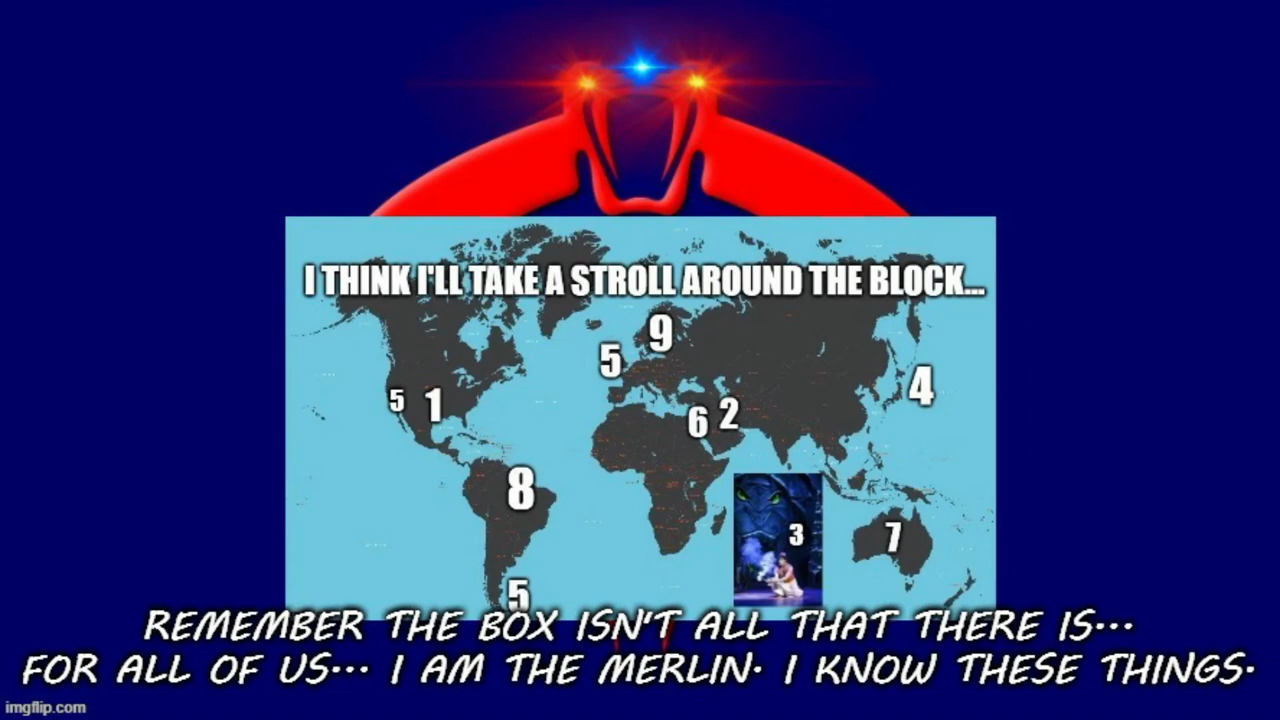 I THINK I'LL TAKE A STROLL AROUND THE BLOCK...
9
5
4
5 1
6 2
8
3
7
5
REMEMBER THE BOX ISN'T ALL THAT THERE IS...
FOR ALL OF US... I AM THE MERLIN. I KNOW THESE THINGS.
imgflip.com